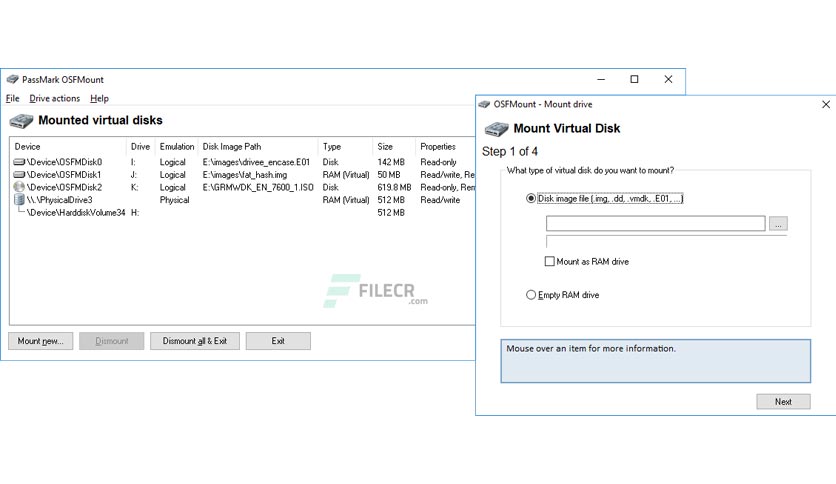 PassMark OSFMount
File Drive actions Help
Mounted virtual disks
Device Drive Emulation Disk Image Path Type Size Properties
\Device\OSFMDisk0 I: Logical E:\images\drivee_encase.E01 Disk 142 MB Read-only
\Device\OSFMDisk1 J: Logical E:\images\fat_hash.img RAM (Virtual) 50 MB Read/write, Re
\Device\OSFMDisk2 K: Logical E:\GRMWDK_EN_7600_1.ISO Disk 619.8 MB Read-only, Rem
\\.\PhysicalDrive3 Physical RAM (Virtual) 512 MB Read/write
\Device\HarddiskVolume34 H: 512 MB
FILECR
.com
Mount new... Dismount Dismount all & Exit Exit
OSFMount - Mount drive
Mount Virtual Disk
Step 1 of 4
What type of virtual disk do you want to mount?
Disk image file (.img, .dd, .vmdk, .E01, ...)
...
Mount as RAM drive
Empty RAM drive
Mouse over an item for more information.
Next